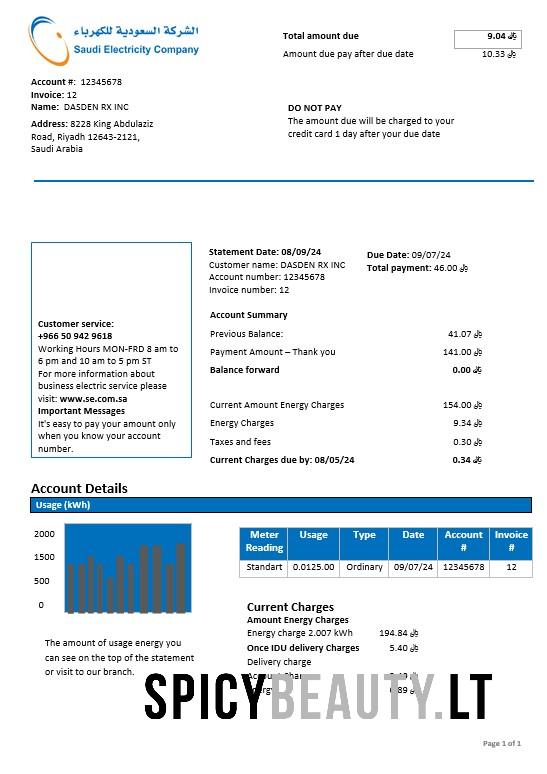 الشركة السعودية للكهرباء
Saudi Electricity Company
Total amount due 9.04 ﷼
Amount due pay after due date 10.33 ﷼
Account #: 12345678
Invoice: 12
Name: DASDEN RX INC
Address: 8228 King Abdulaziz
Road, Riyadh 12643-2121,
Saudi Arabia
DO NOT PAY
The amount due will be charged to your
credit card 1 day after your due date
Customer service:
+966 50 942 9618
Working Hours MON-FRD 8 am to
6 pm and 10 am to 5 pm ST
For more information about
business electric service please
visit: www.se.com.sa
Important Messages
It's easy to pay your amount only
when you know your account
number.
Statement Date: 08/09/24
Customer name: DASDEN RX INC
Account number: 12345678
Invoice number: 12
Due Date: 09/07/24
Total payment: 46.00 ﷼
Account Summary
Previous Balance: 41.07 ﷼
Payment Amount – Thank you 141.00 ﷼
Balance forward 0.00 ﷼
Current Amount Energy Charges 154.00 ﷼
Energy Charges 9.34 ﷼
Taxes and fees 0.30 ﷼
Current Charges due by: 08/05/24 0.34 ﷼
Account Details
Usage (kWh)
2000
1500
500
0
The amount of usage energy you
can see on the top of the statement
or visit to our branch.
Meter Reading Usage Type Date Account # Invoice #
Standart 0.0125.00 Ordinary 09/07/24 12345678 12
Current Charges
Amount Energy Charges
Energy charge 2.007 kWh 194.84 ﷼
Once IDU delivery Charges 5.40 ﷼
Delivery charge
SPICYBEAUTY.LT
Page 1 of 1